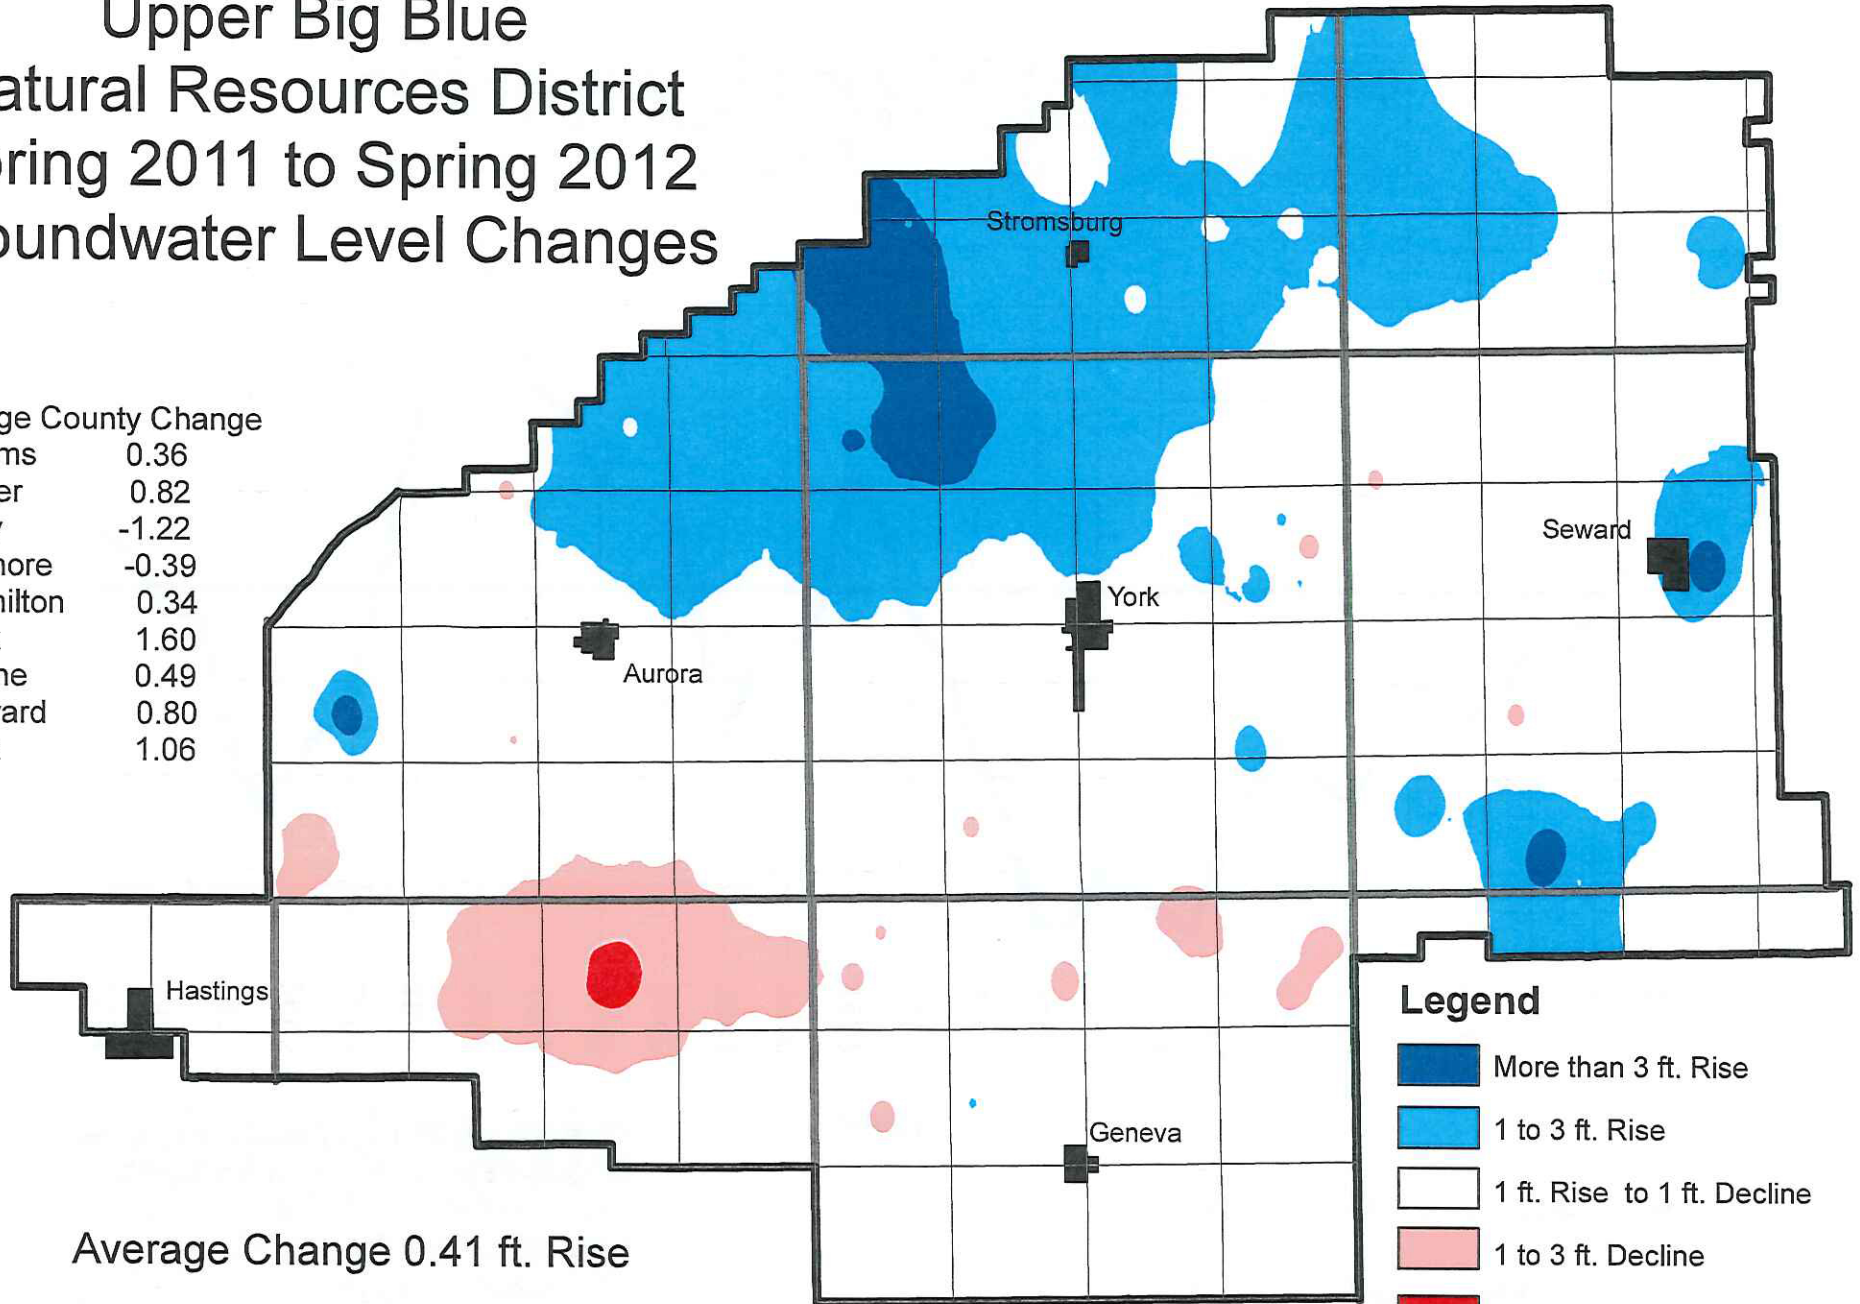 Upper Big Blue
atural Resources District
ring 2011 to Spring 2012
oundwater Level Changes
ge County Change
ms 0.36
er 0.82
-1.22
nore -0.39
nilton 0.34
1.60
ne 0.49
ard 0.80
1.06
Stromsburg
Seward
York
Aurora
Hastings
Geneva
Legend
More than 3 ft. Rise
1 to 3 ft. Rise
1 ft. Rise to 1 ft. Decline
1 to 3 ft. Decline
Average Change 0.41 ft. Rise